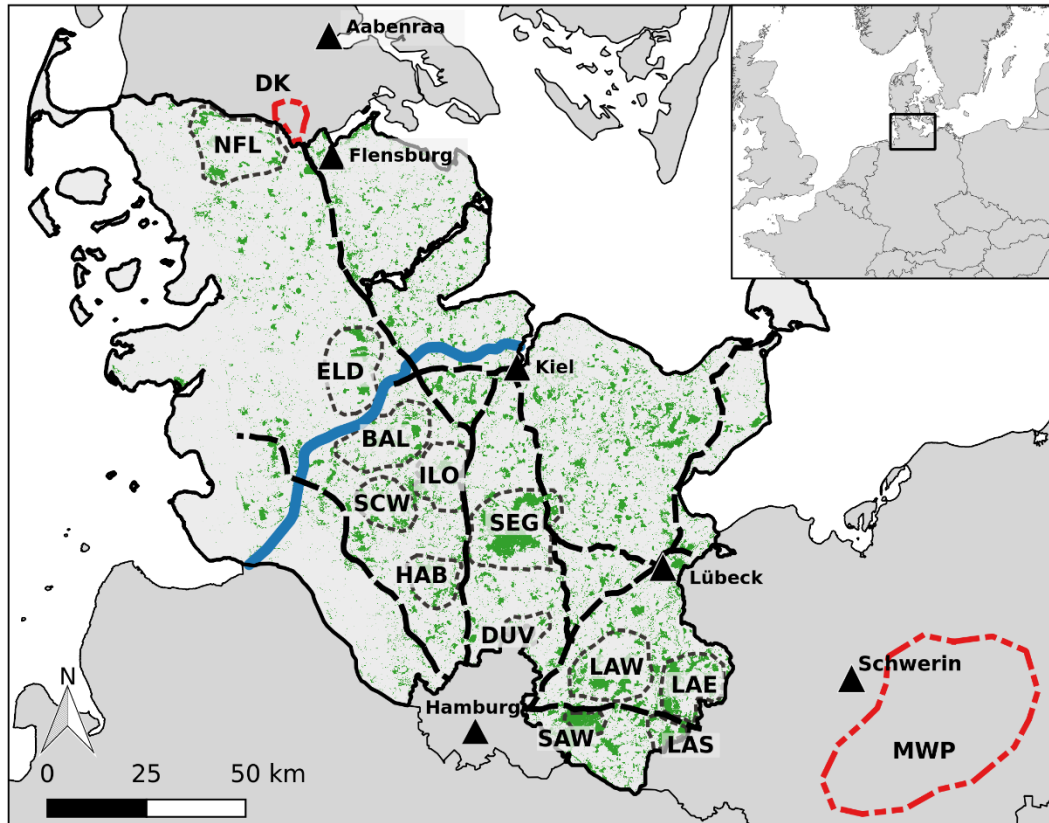 Aabenraa
DK
NFL
Flensburg
ELD
Kiel
BAL
ILO
SCW
SEG
HAB
Lübeck
DUV
LAW
LAE
Schwerin
N
Hamburg
SAW
LAS
MWP
0 25 50 km